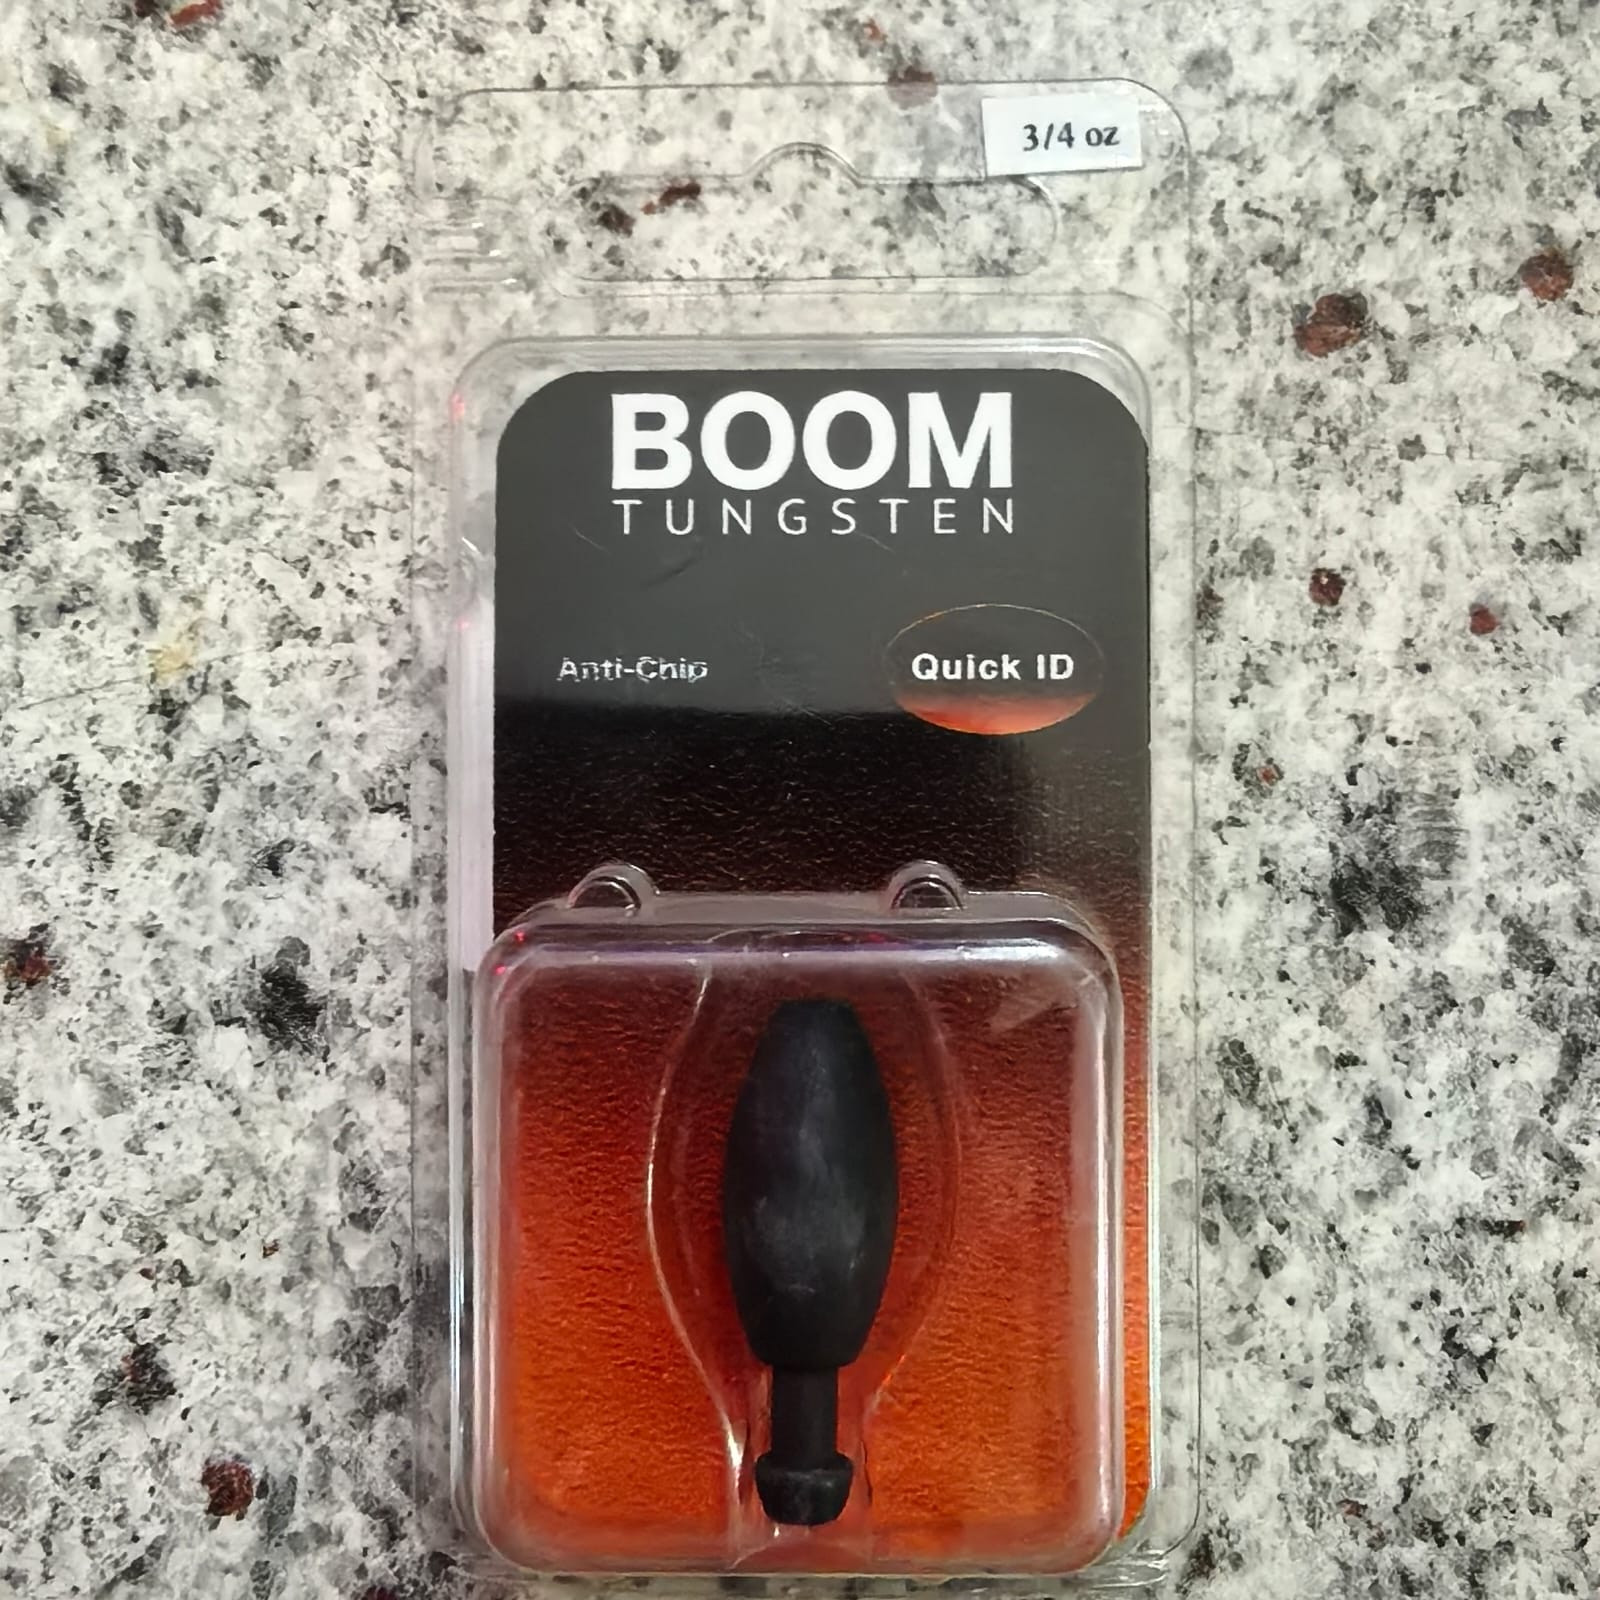 3/4 oz
BOOM
TUNGSTEN
Anti-Chip
Quick ID